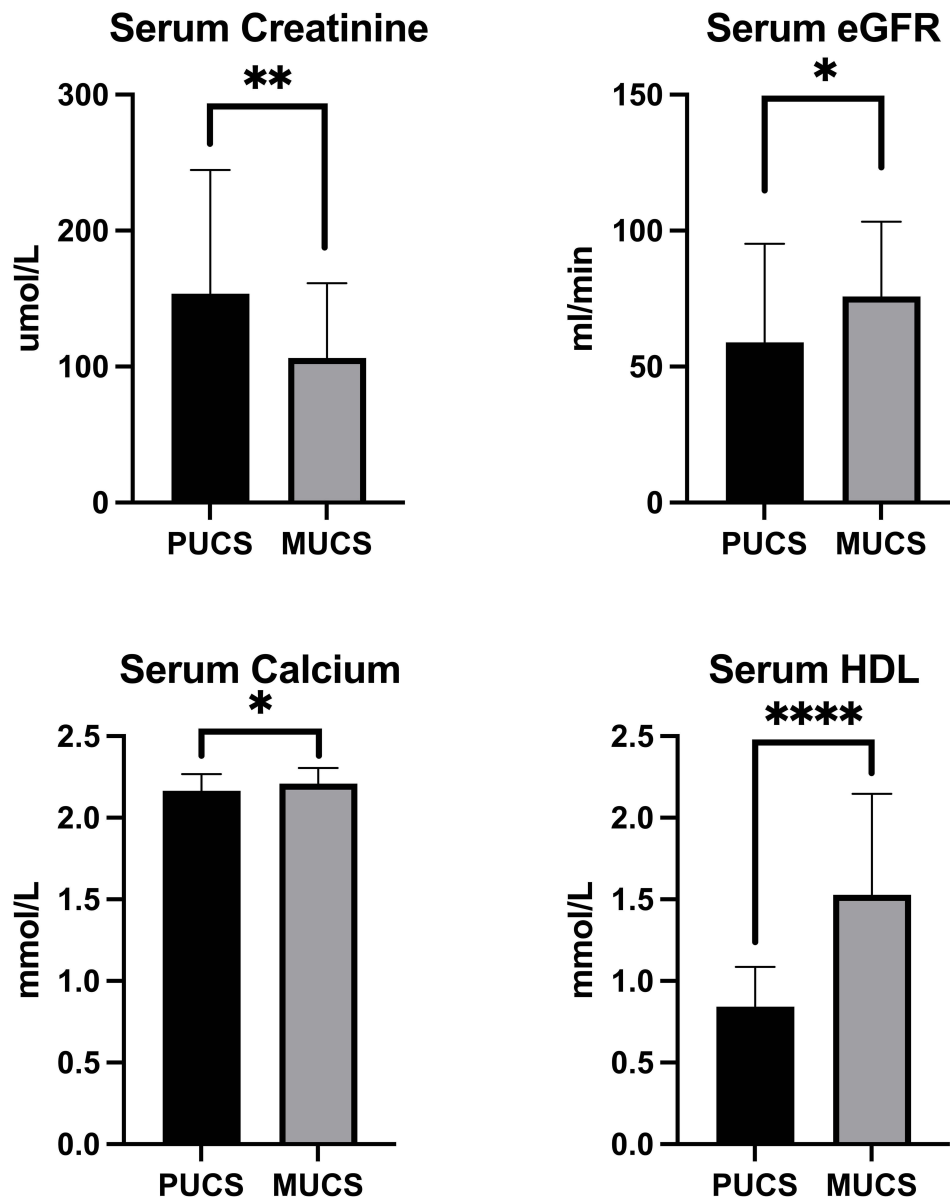 Serum Creatinine
**
300
200
100
0
umol/L
PUCS MUCS
Serum eGFR
*
150
100
50
0
ml/min
PUCS MUCS
Serum Calcium
*
2.5
2.0
1.5
1.0
0.5
0.0
mmol/L
PUCS MUCS
Serum HDL
****
2.5
2.0
1.5
1.0
0.5
0.0
mmol/L
PUCS MUCS